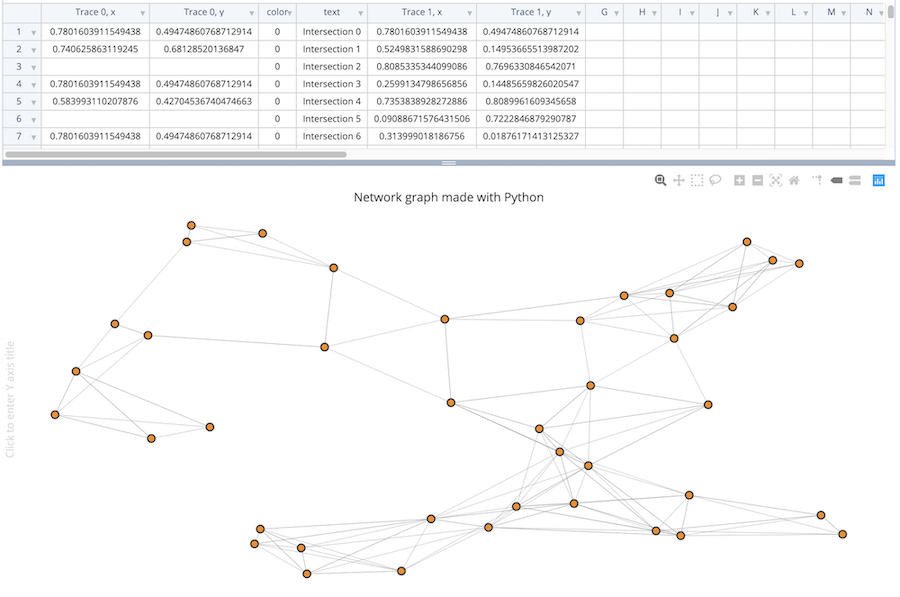 Trace 0, x Trace 0, y color text Trace 1, x Trace 1, y G H I J K L M N
1 0.7801603911549438 0.49474860768712914 0 Intersection 0 0.7801603911549438 0.49474860768712914
2 0.740625863119245 0.68128520136847 0 Intersection 1 0.5249831588690298 0.14953665513987202
3 0 Intersection 2 0.8085335344099086 0.7696330846542071
4 0.7801603911549438 0.49474860768712914 0 Intersection 3 0.2599134798656856 0.14485659826020547
5 0.583993110207876 0.42704536740474663 0 Intersection 4 0.7353838928272886 0.8089961609345658
6 0 Intersection 5 0.09088671576431506 0.7222846879290787
7 0.7801603911549438 0.49474860768712914 0 Intersection 6 0.313999018186756 0.01876171413125327
Network graph made with Python
Click to enter Y axis title